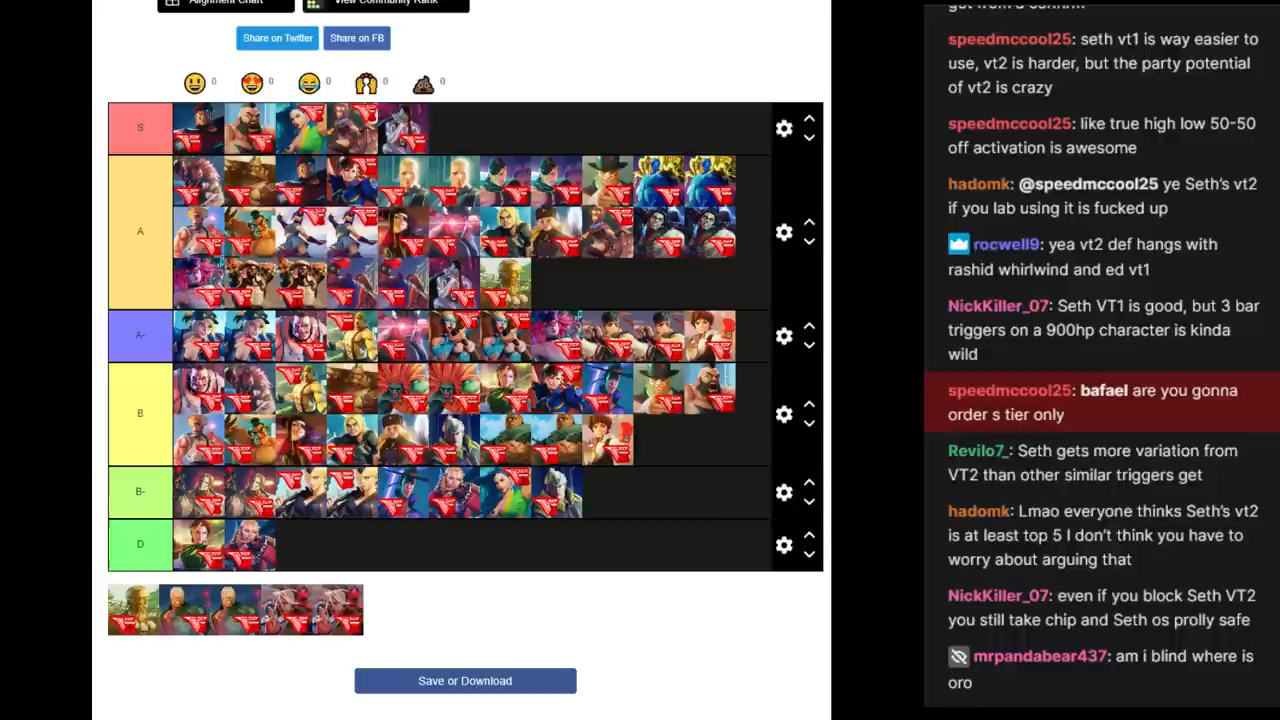 Alignment Chart
View Community Rank
Share on Twitter
Share on FB
0
0
0
0
0
S
A
A-
B
B-
D
Save or Download
speedmccool25: seth vt1 is way easier to
use, vt2 is harder, but the party potential
of vt2 is crazy
speedmccool25: like true high low 50-50
off activation is awesome
hadomk: @speedmccool25 ye Seth's vt2
if you lab using it is fucked up
rocwell9: yea vt2 def hangs with
rashid whirlwind and ed vt1
NickKiller_07: Seth VT1 is good, but 3 bar
triggers on a 900hp character is kinda
wild
speedmccool25: bafael are you gonna
order s tier only
Revilo7_: Seth gets more variation from
VT2 than other similar triggers get
hadomk: Lmao everyone thinks Seth's vt2
is at least top 5 I don't think you have to
worry about arguing that
NickKiller_07: even if you block Seth VT2
you still take chip and Seth os prolly safe
mrpandabear437: am i blind where is
oro